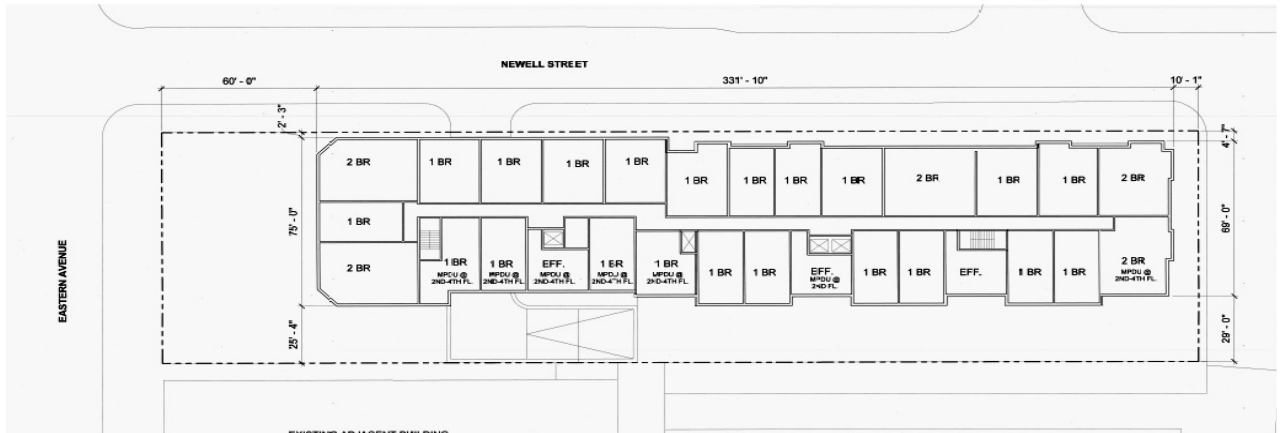 NEWELL STREET
60' - 0"
331' - 10"
10' - 1"
2' - 3"
4' - 7"
2 BR
1 BR
1 BR
1 BR
1 BR
1 BR
1 BR
1 BR
1 BR
2 BR
1 BR
1 BR
2 BR
75' - 0"
69' - 0"
1 BR
EASTERN AVENUE
2 BR
1 BR
MPDU @
2ND-4TH FL.
1 BR
MPDU @
2ND-4TH FL.
EFF.
MPDU @
2ND-4TH FL.
1 BR
MPDU @
2ND-4TH FL.
1 BR
MPDU @
2ND-4TH FL.
1 BR
1 BR
EFF.
MPDU @
2ND FL.
1 BR
1 BR
EFF.
1 BR
1 BR
2 BR
MPDU @
2ND-4TH FL.
25' - 4"
29' - 0"
EXISTING ADJACENT BUILDING